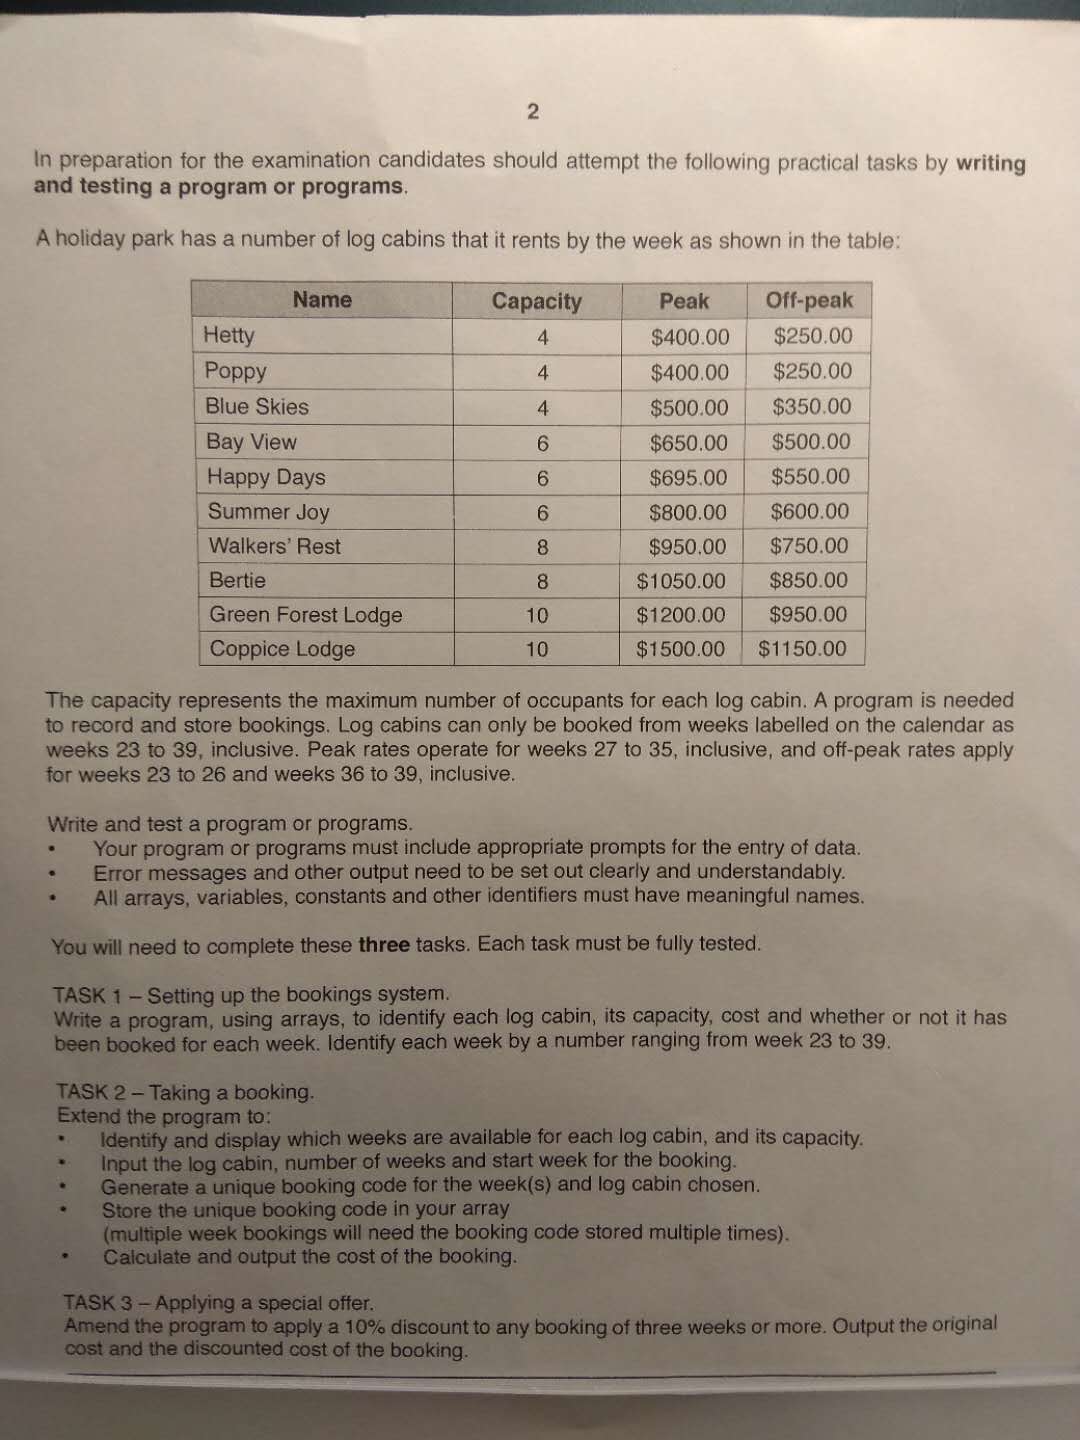 2
In preparation for the examination candidates should attempt the following practical tasks by writing
and testing a program or programs.
A holiday park has a number of log cabins that it rents by the week as shown in the table:
Name Capacity Peak Off-peak
Hetty 4 $400.00 $250.00
Poppy 4 $400.00 $250.00
Blue Skies 4 $500.00 $350.00
Bay View 6 $650.00 $500.00
Happy Days 6 $695.00 $550.00
Summer Joy 6 $800.00 $600.00
Walkers' Rest 8 $950.00 $750.00
Bertie 8 $1050.00 $850.00
Green Forest Lodge 10 $1200.00 $950.00
Coppice Lodge 10 $1500.00 $1150.00
The capacity represents the maximum number of occupants for each log cabin. A program is needed
to record and store bookings. Log cabins can only be booked from weeks labelled on the calendar as
weeks 23 to 39, inclusive. Peak rates operate for weeks 27 to 35, inclusive, and off-peak rates apply
for weeks 23 to 26 and weeks 36 to 39, inclusive.
Write and test a program or programs.
• Your program or programs must include appropriate prompts for the entry of data.
• Error messages and other output need to be set out clearly and understandably.
• All arrays, variables, constants and other identifiers must have meaningful names.
You will need to complete these three tasks. Each task must be fully tested.
TASK 1 – Setting up the bookings system.
Write a program, using arrays, to identify each log cabin, its capacity, cost and whether or not it has
been booked for each week. Identify each week by a number ranging from week 23 to 39.
TASK 2 – Taking a booking.
Extend the program to:
• Identify and display which weeks are available for each log cabin, and its capacity.
• Input the log cabin, number of weeks and start week for the booking.
• Generate a unique booking code for the week(s) and log cabin chosen.
• Store the unique booking code in your array
(multiple week bookings will need the booking code stored multiple times).
• Calculate and output the cost of the booking.
TASK 3 – Applying a special offer.
Amend the program to apply a 10% discount to any booking of three weeks or more. Output the original
cost and the discounted cost of the booking.